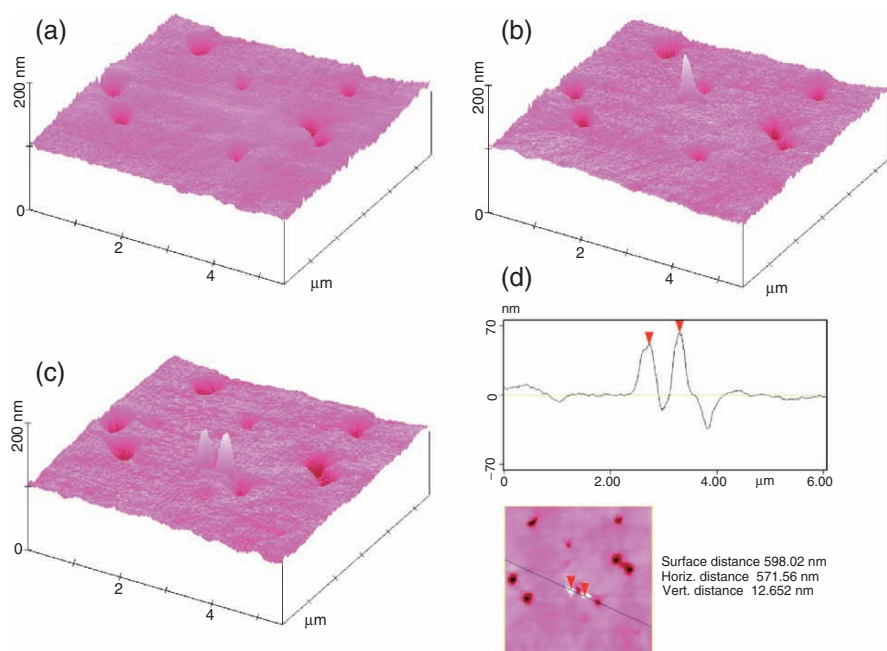 (a)
200 nm
0
2
4
µm
(b)
200
0
2
4
µm
(c)
200 nm
0
2
4
µm
(d)
nm
70
0
– 70
0
2.00
4.00
µm
6.00
Surface distance 598.02 nm
Horiz. distance 571.56 nm
Vert. distance 12.652 nm